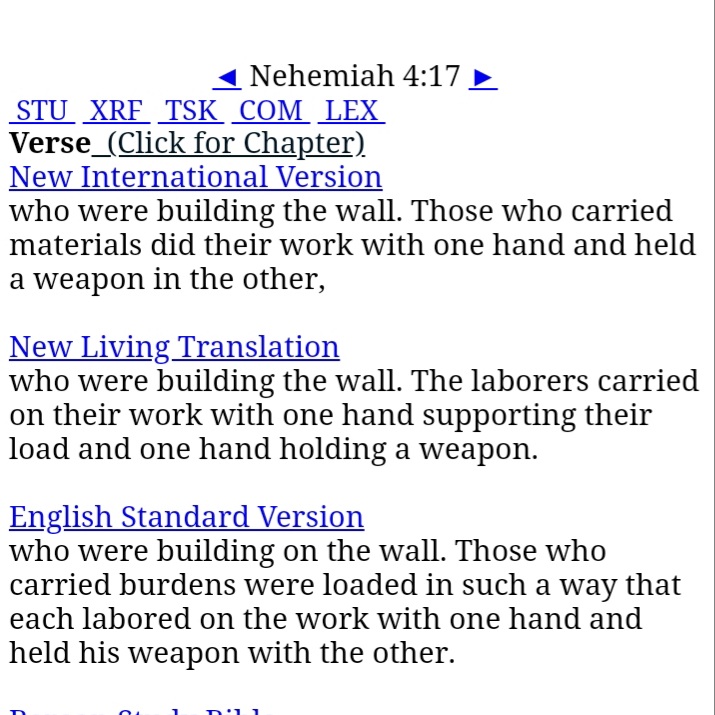 ◄ Nehemiah 4:17 ►
STU XRF TSK COM LEX
Verse (Click for Chapter)
New International Version
who were building the wall. Those who carried
materials did their work with one hand and held
a weapon in the other,
New Living Translation
who were building the wall. The laborers carried
on their work with one hand supporting their
load and one hand holding a weapon.
English Standard Version
who were building on the wall. Those who
carried burdens were loaded in such a way that
each labored on the work with one hand and
held his weapon with the other.